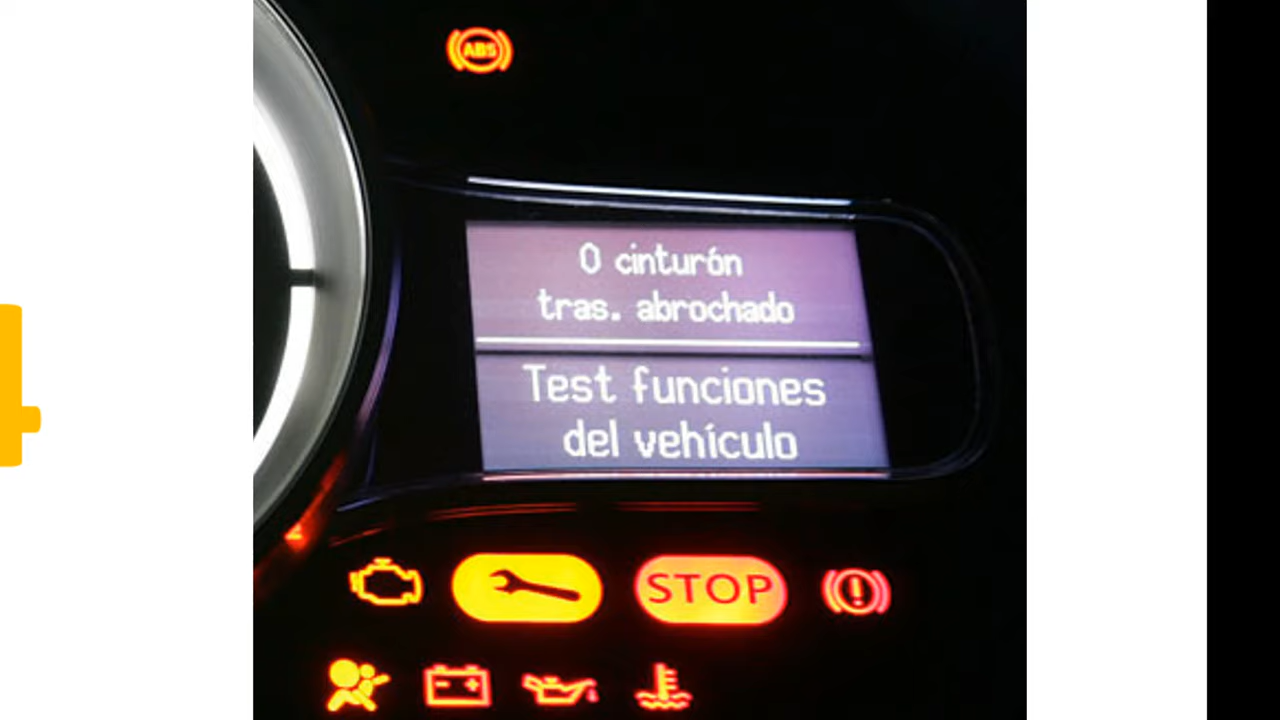 ABS
0 cinturón
tras. abrochado
Test funciones
del vehículo
STOP